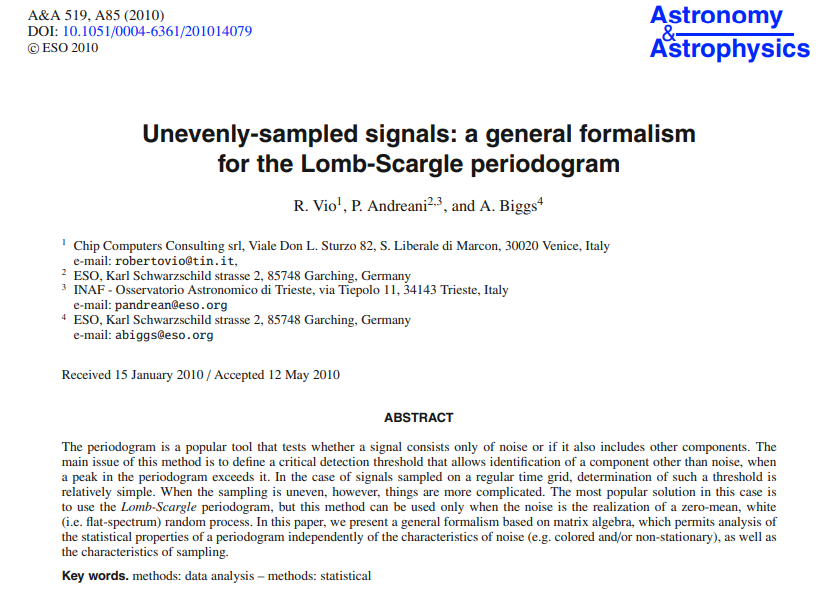 A&A 519, A85 (2010)
DOI: 10.1051/0004-6361/201014079
© ESO 2010
Astronomy
&
Astrophysics
Unevenly-sampled signals: a general formalism
for the Lomb-Scargle periodogram
R. Vio1, P. Andreani2,3, and A. Biggs4
1 Chip Computers Consulting srl, Viale Don L. Sturzo 82, S. Liberale di Marcon, 30020 Venice, Italy
e-mail: robertovio@tin.it,
2 ESO, Karl Schwarzschild strasse 2, 85748 Garching, Germany
3 INAF - Osservatorio Astronomico di Trieste, via Tiepolo 11, 34143 Trieste, Italy
e-mail: pandrean@eso.org
4 ESO, Karl Schwarzschild strasse 2, 85748 Garching, Germany
e-mail: abiggs@eso.org
Received 15 January 2010 / Accepted 12 May 2010
ABSTRACT
The periodogram is a popular tool that tests whether a signal consists only of noise or if it also includes other components. The
main issue of this method is to define a critical detection threshold that allows identification of a component other than noise, when
a peak in the periodogram exceeds it. In the case of signals sampled on a regular time grid, determination of such a threshold is
relatively simple. When the sampling is uneven, however, things are more complicated. The most popular solution in this case is
to use the Lomb-Scargle periodogram, but this method can be used only when the noise is the realization of a zero-mean, white
(i.e. flat-spectrum) random process. In this paper, we present a general formalism based on matrix algebra, which permits analysis of
the statistical properties of a periodogram independently of the characteristics of noise (e.g. colored and/or non-stationary), as well as
the characteristics of sampling.
Key words. methods: data analysis – methods: statistical